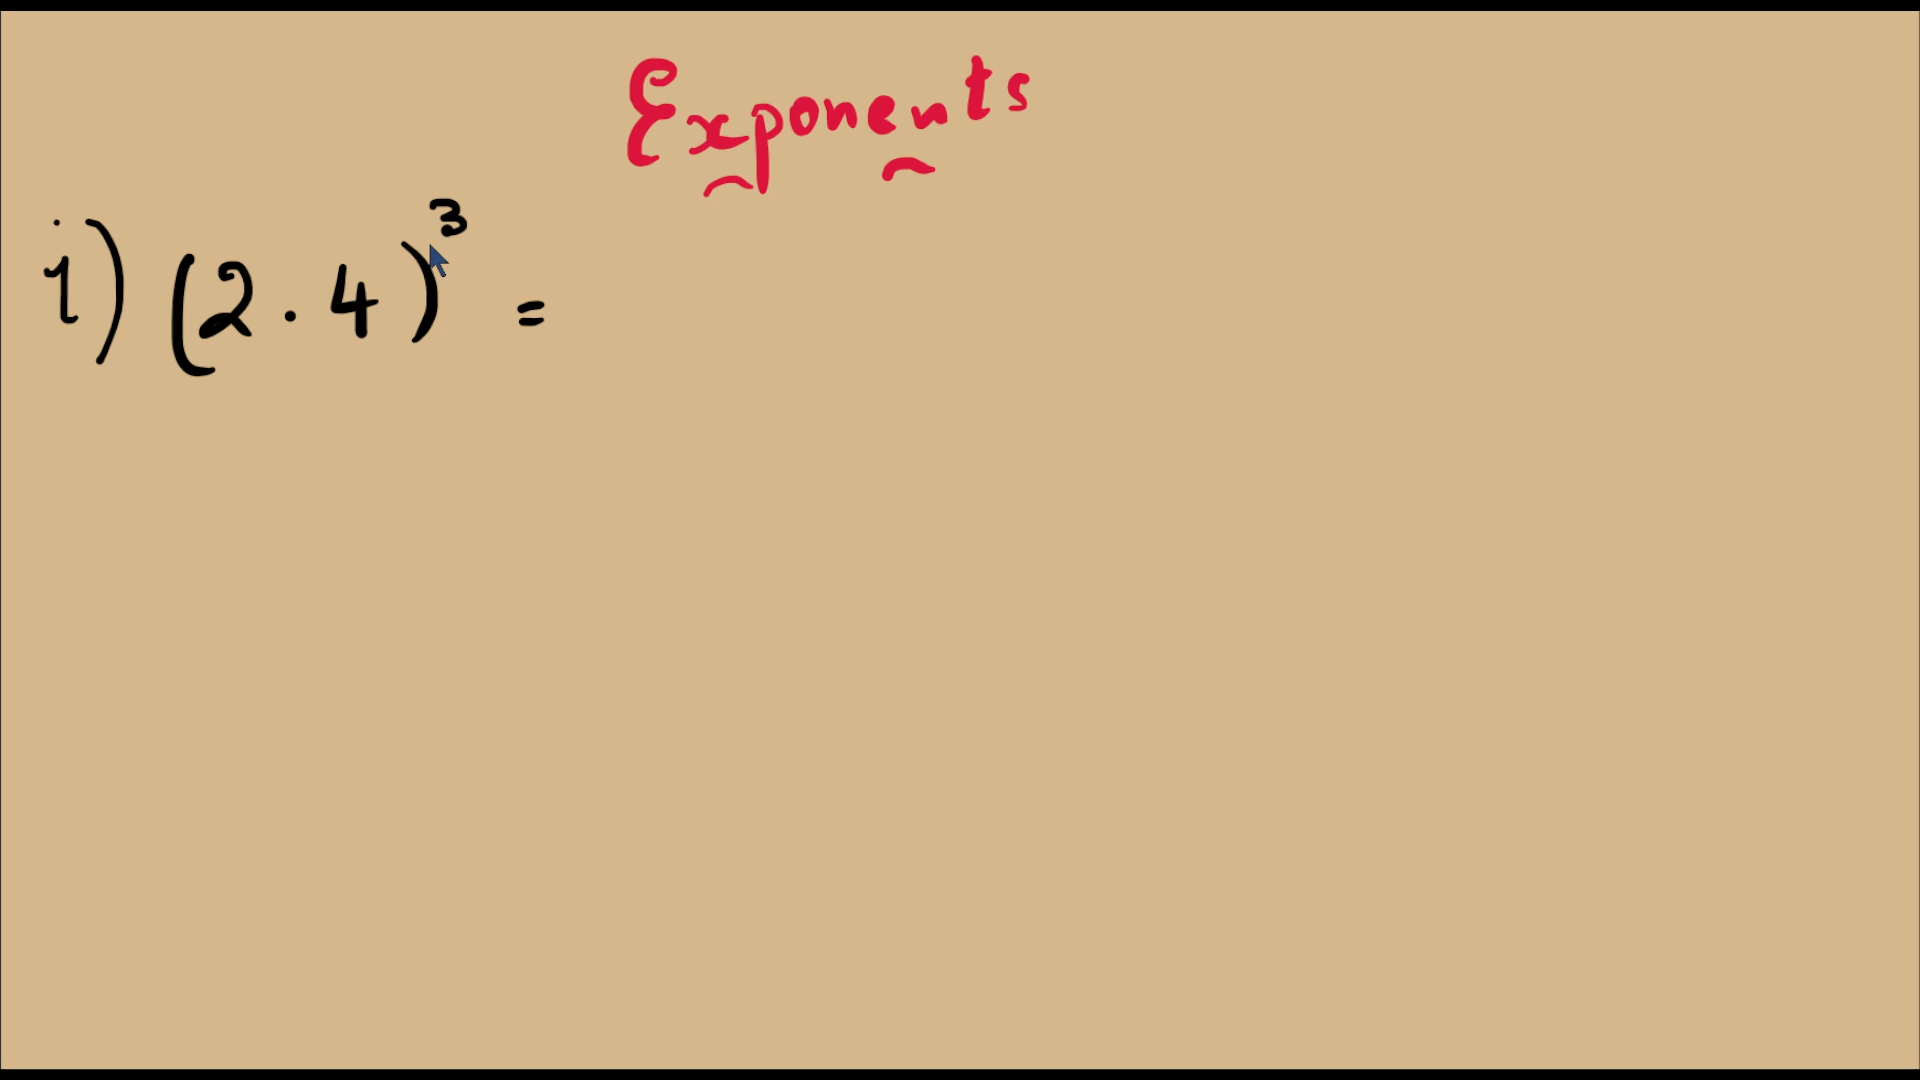 Exponents
i) (2 . 4)³ =